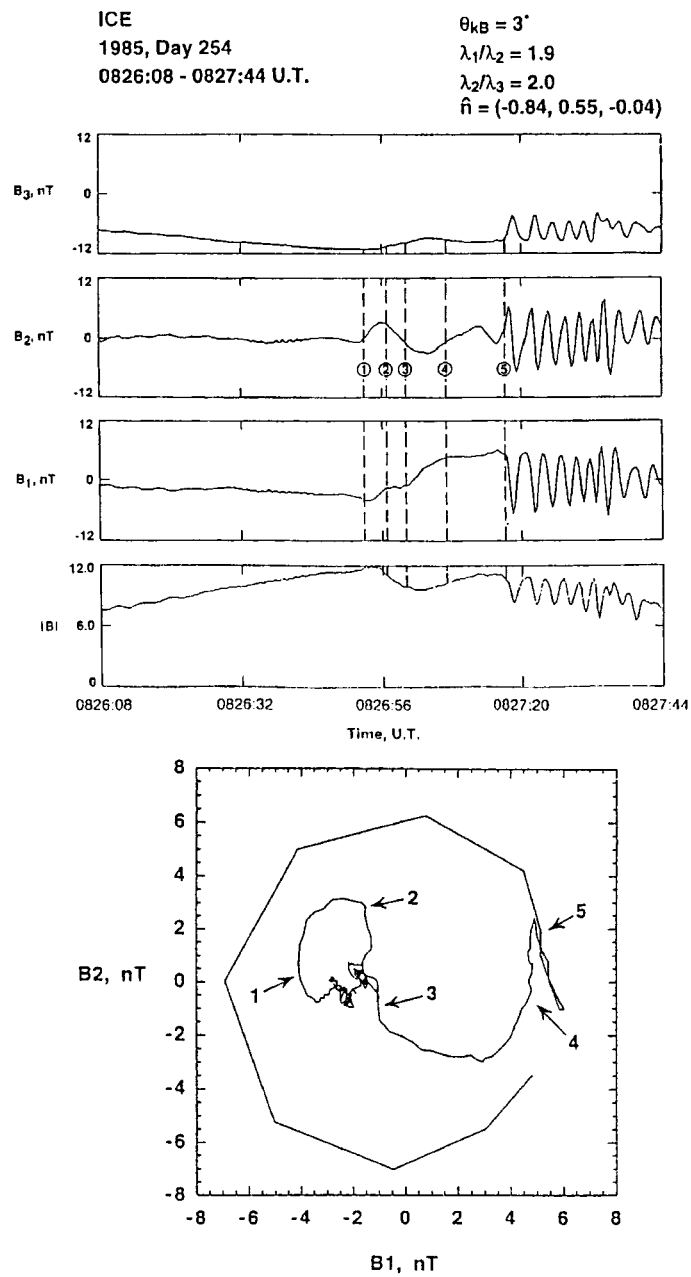 ICE
1985, Day 254
0826:08 - 0827:44 U.T.
θkB = 3°
λ1/λ2 = 1.9
λ2/λ3 = 2.0
n̂ = (-0.84, 0.55, -0.04)
12
B3, nT
0
-12
12
B2, nT
0
① ② ③ ④ ⑤
-12
12
B1, nT
0
-12
12.0
|B|
6.0
0
0826:08 0826:32 0826:56 0827:20 0827:44
Time, U.T.
8
6
4
2
2
5
B2, nT
0
1
3
-2
4
-4
-6
-8
-8 -6 -4 -2 0 2 4 6 8
B1, nT